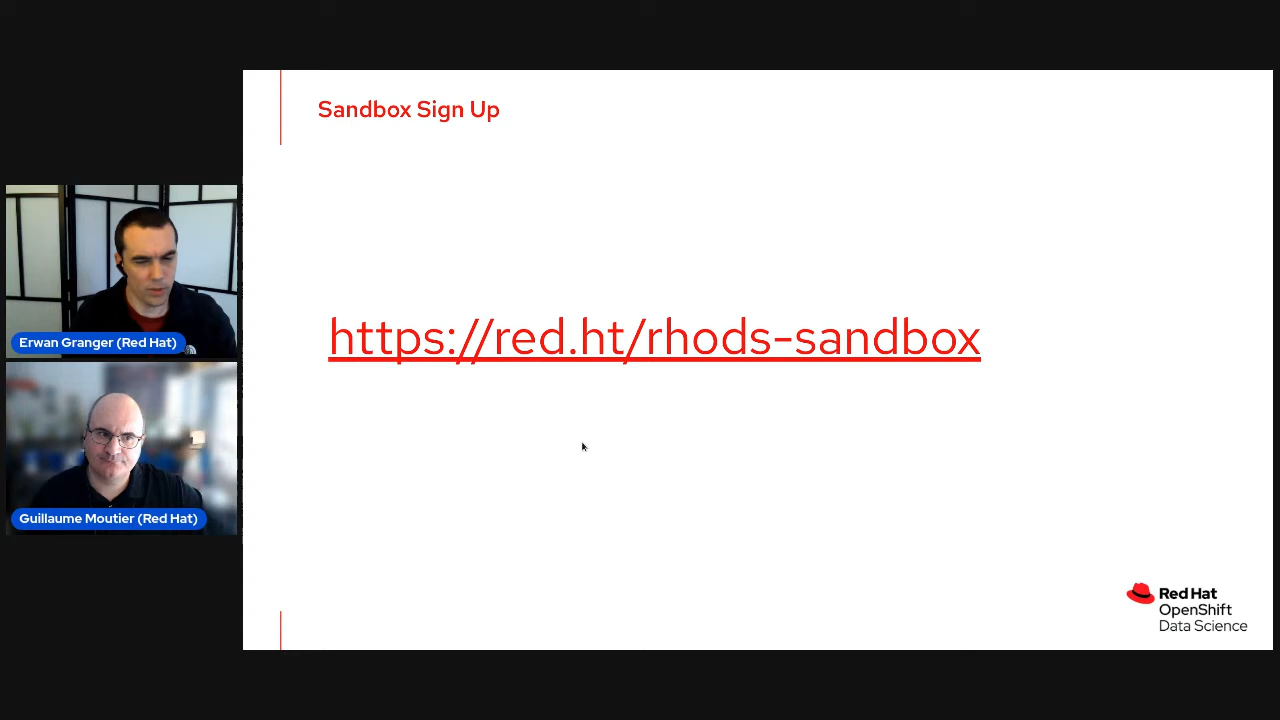 Sandbox Sign Up
https://red.ht/rhods-sandbox
Erwan Granger (Red Hat)
Guillaume Moutier (Red Hat)
Red Hat
OpenShift
Data Science